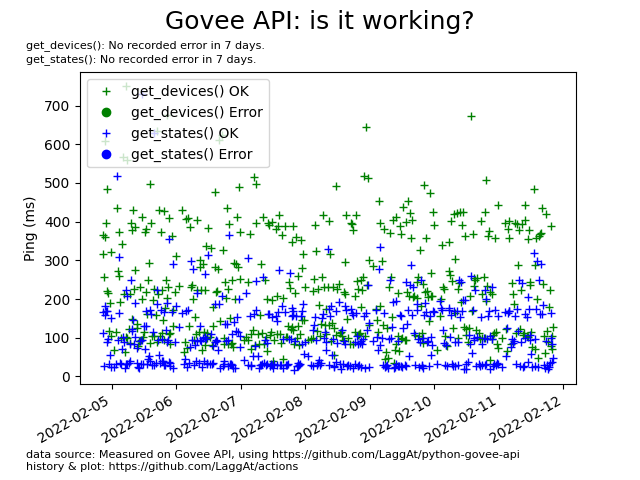 Govee API: is it working?
get_devices(): No recorded error in 7 days.
get_states(): No recorded error in 7 days.
get_devices() OK
get_devices() Error
get_states() OK
get_states() Error
Ping (ms)
700
600
500
400
300
200
100
0
2022-02-05
2022-02-06
2022-02-07
2022-02-08
2022-02-09
2022-02-10
2022-02-11
2022-02-12
data source: Measured on Govee API, using https://github.com/LaggAt/python-govee-api
history & plot: https://github.com/LaggAt/actions